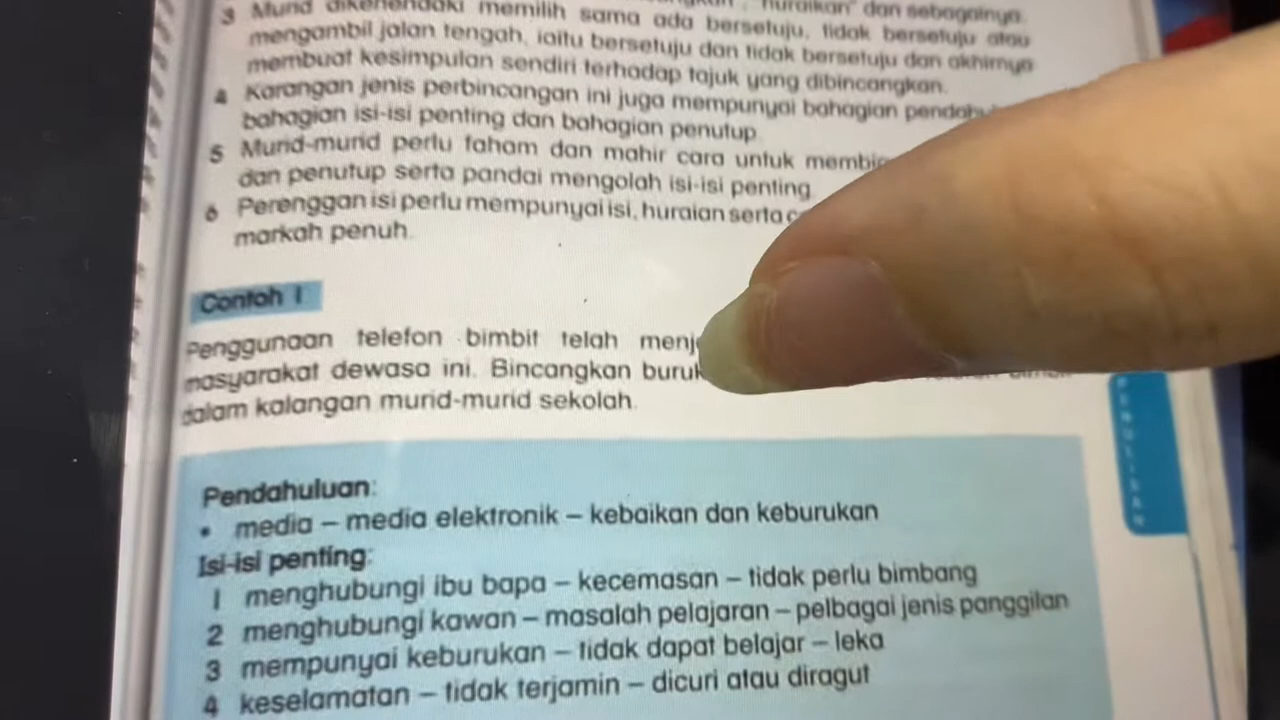 "huraikan" dan sebagainya.
3 Murid dikehendaki memilih sama ada bersetuju, tidak bersetuju atau
mengambil jalan tengah, iaitu bersetuju dan tidak bersetuju dan akhirnya
membuat kesimpulan sendiri terhadap tajuk yang dibincangkan.
4 Karangan jenis perbincangan ini juga mempunyai bahagian
bahagian isi-isi penting dan bahagian penutup.
5 Murid-murid perlu faham dan mahir cara untuk
dan penutup serta pandai mengolah isi-isi penting.
6 Perenggan isi perlu mempunyai isi, huraian serta
markah penuh.
Contoh 1
Penggunaan telefon bimbit telah
masyarakat dewasa ini. Bincangkan
dalam kalangan murid-murid sekolah.
Pendahuluan:
• media – media elektronik – kebaikan dan keburukan
Isi-isi penting:
1 menghubungi ibu bapa – kecemasan – tidak perlu bimbang
2 menghubungi kawan – masalah pelajaran – pelbagai jenis panggilan
3 mempunyai keburukan – tidak dapat belajar – leka
4 keselamatan – tidak terjamin – dicuri atau diragut
PENULISAN